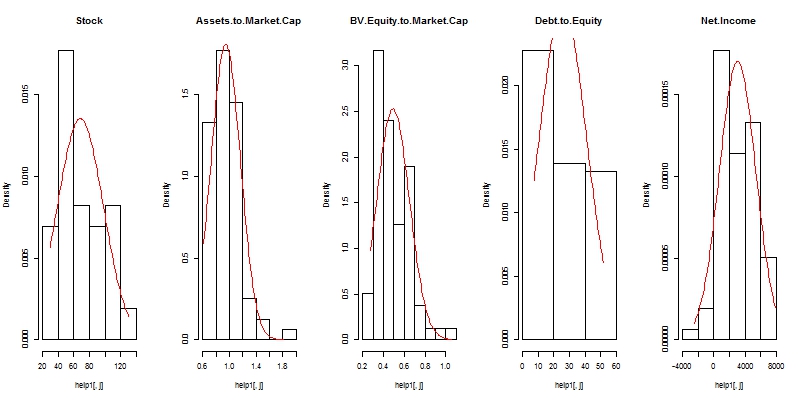 Stock
Assets.to.Market.Cap
BV.Equity.to.Market.Cap
Debt.to.Equity
Net.Income
Density
0.000 0.005 0.010 0.015
20 40 60 80 120
help1[, j]
Density
0.0 0.5 1.0 1.5
0.6 1.0 1.4 1.8
help1[, j]
Density
0.0 0.5 1.0 1.5 2.0 2.5 3.0
0.2 0.4 0.6 0.8 1.0
help1[, j]
Density
0.000 0.005 0.010 0.015 0.020
0 10 20 30 40 50 60
help1[, j]
Density
0.00000 0.00005 0.00010 0.00015
-4000 0 4000 8000
help1[, j]